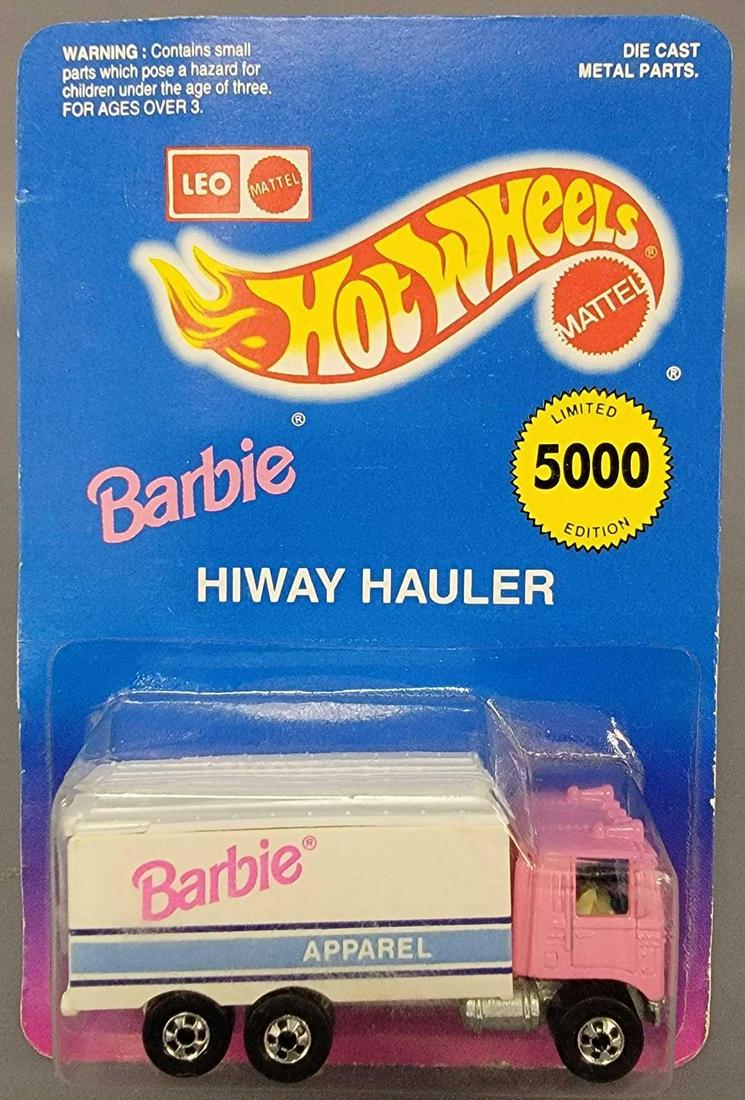 WARNING : Contains small
parts which pose a hazard for
children under the age of three.
FOR AGES OVER 3.
DIE CAST
METAL PARTS.
LEO MATTEL
HOT WHEELS®
MATTEL
®
Barbie®
LIMITED
5000
EDITION
HIWAY HAULER
Barbie®
APPAREL